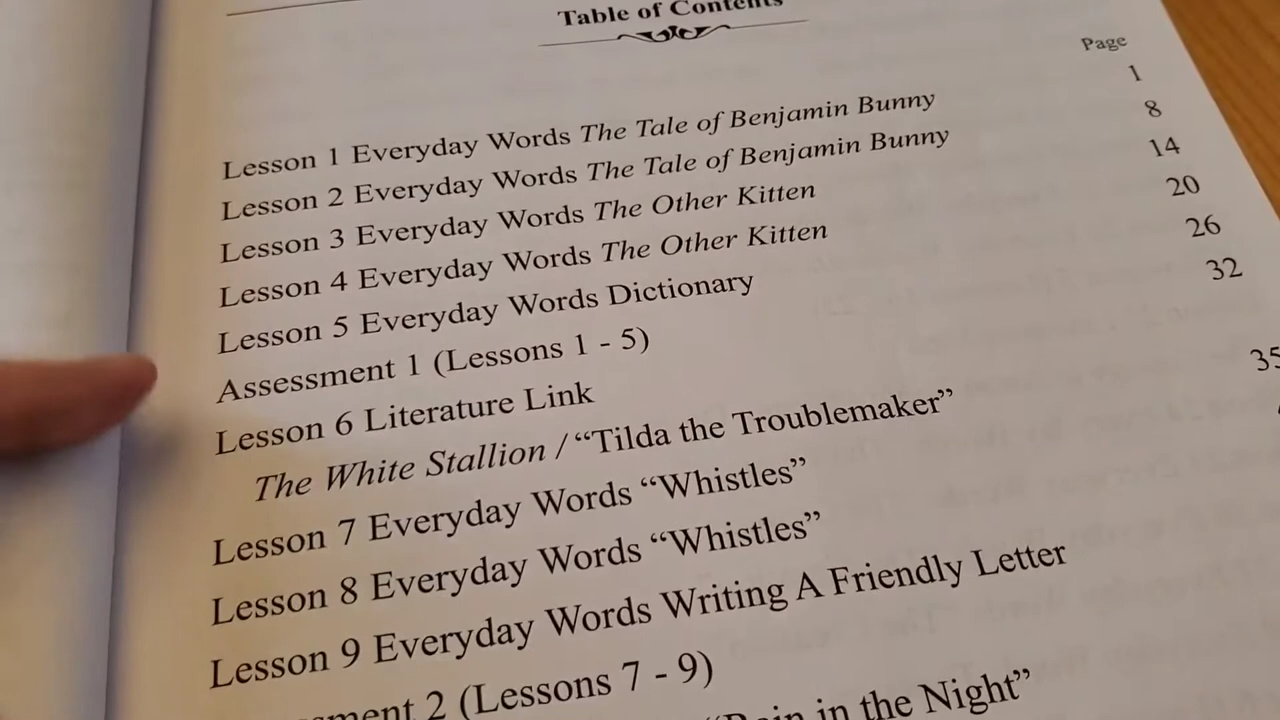 Table of Contents
Page
Lesson 1 Everyday Words The Tale of Benjamin Bunny 1
Lesson 2 Everyday Words The Tale of Benjamin Bunny 8
Lesson 3 Everyday Words The Other Kitten 14
Lesson 4 Everyday Words The Other Kitten 20
Lesson 5 Everyday Words Dictionary 26
Assessment 1 (Lessons 1 - 5) 32
Lesson 6 Literature Link
The White Stallion / “Tilda the Troublemaker” 35
Lesson 7 Everyday Words “Whistles”
Lesson 8 Everyday Words “Whistles”
Lesson 9 Everyday Words Writing A Friendly Letter
2 (Lessons 7 - 9)
in the Night”